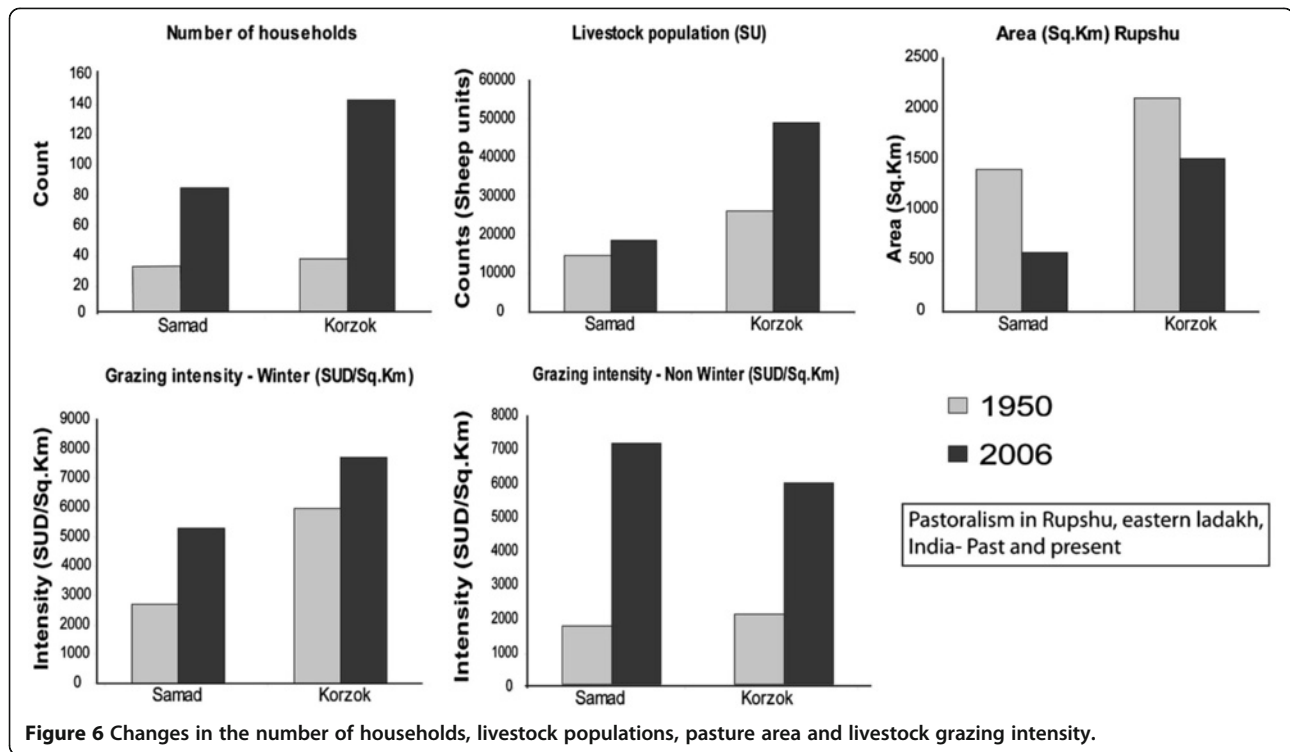 Number of households
Count
160
140
120
100
80
60
40
20
0
Samad
Korzok
Livestock population (SU)
Counts (Sheep units)
60000
50000
40000
30000
20000
10000
0
Samad
Korzok
Area (Sq.Km) Rupshu
Area (Sq.Km)
2500
2000
1500
1000
500
0
Samad
Korzok
Grazing intensity - Winter (SUD/Sq.Km)
Intensity (SUD/Sq.Km)
9000
8000
7000
6000
5000
4000
3000
2000
1000
0
Samad
Korzok
Grazing intensity - Non Winter (SUD/Sq.Km)
Intensity (SUD/Sq.Km)
8000
7000
6000
5000
4000
3000
2000
1000
0
Samad
Korzok
1950
2006
Pastoralism in Rupshu, eastern ladakh,
India- Past and present
Figure 6 Changes in the number of households, livestock populations, pasture area and livestock grazing intensity.